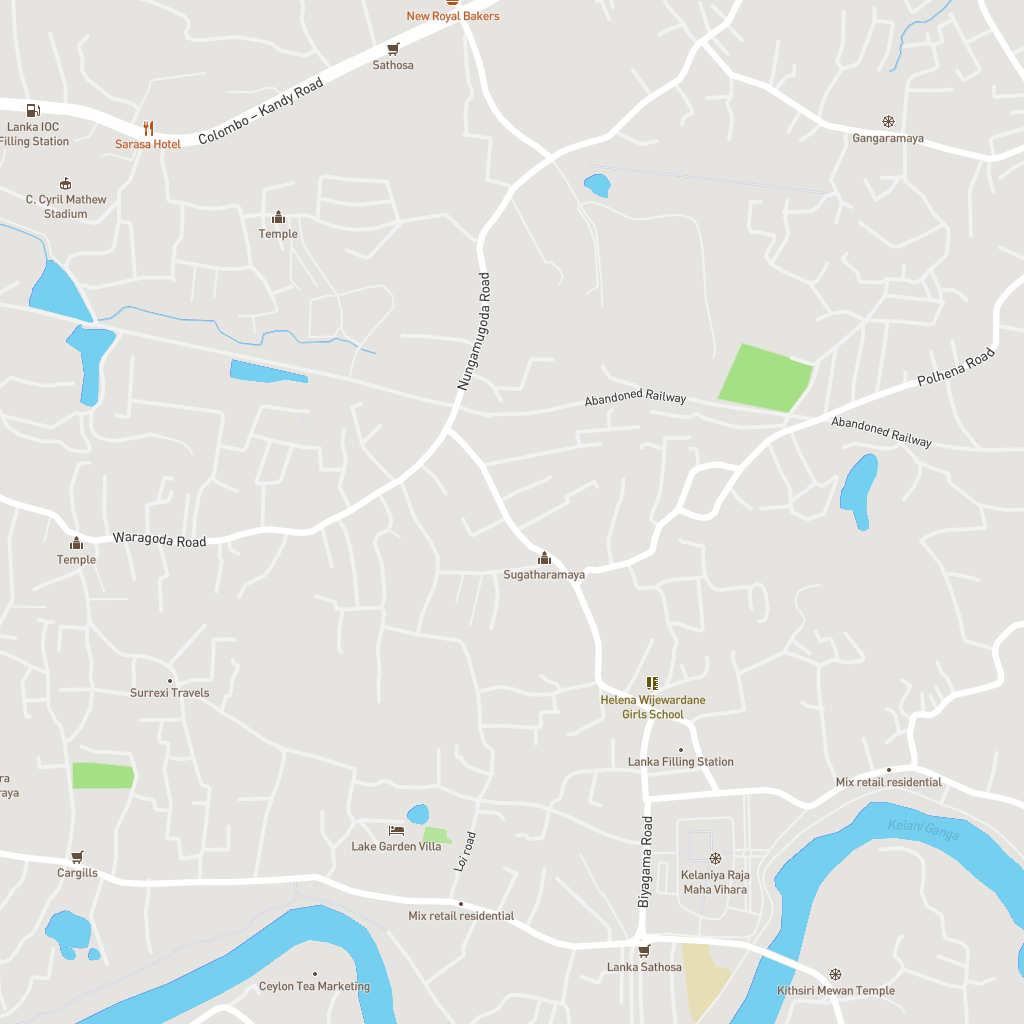 New Royal Bakers
Sathosa
Colombo – Kandy Road
Lanka IOC
Filling Station
Sarasa Hotel
Gangaramaya
C. Cyril Mathew
Stadium
Temple
Nungamugoda Road
Polhena Road
Abandoned Railway
Abandoned Railway
Waragoda Road
Temple
Sugatharamaya
Surrexi Travels
Helena Wijewardane
Girls School
Lanka Filling Station
Mix retail residential
Kelani Ganga
Lake Garden Villa
Loi road
Biyagama Road
Cargills
Kelaniya Raja
Maha Vihara
Mix retail residential
Lanka Sathosa
Ceylon Tea Marketing
Kithsiri Mewan Temple